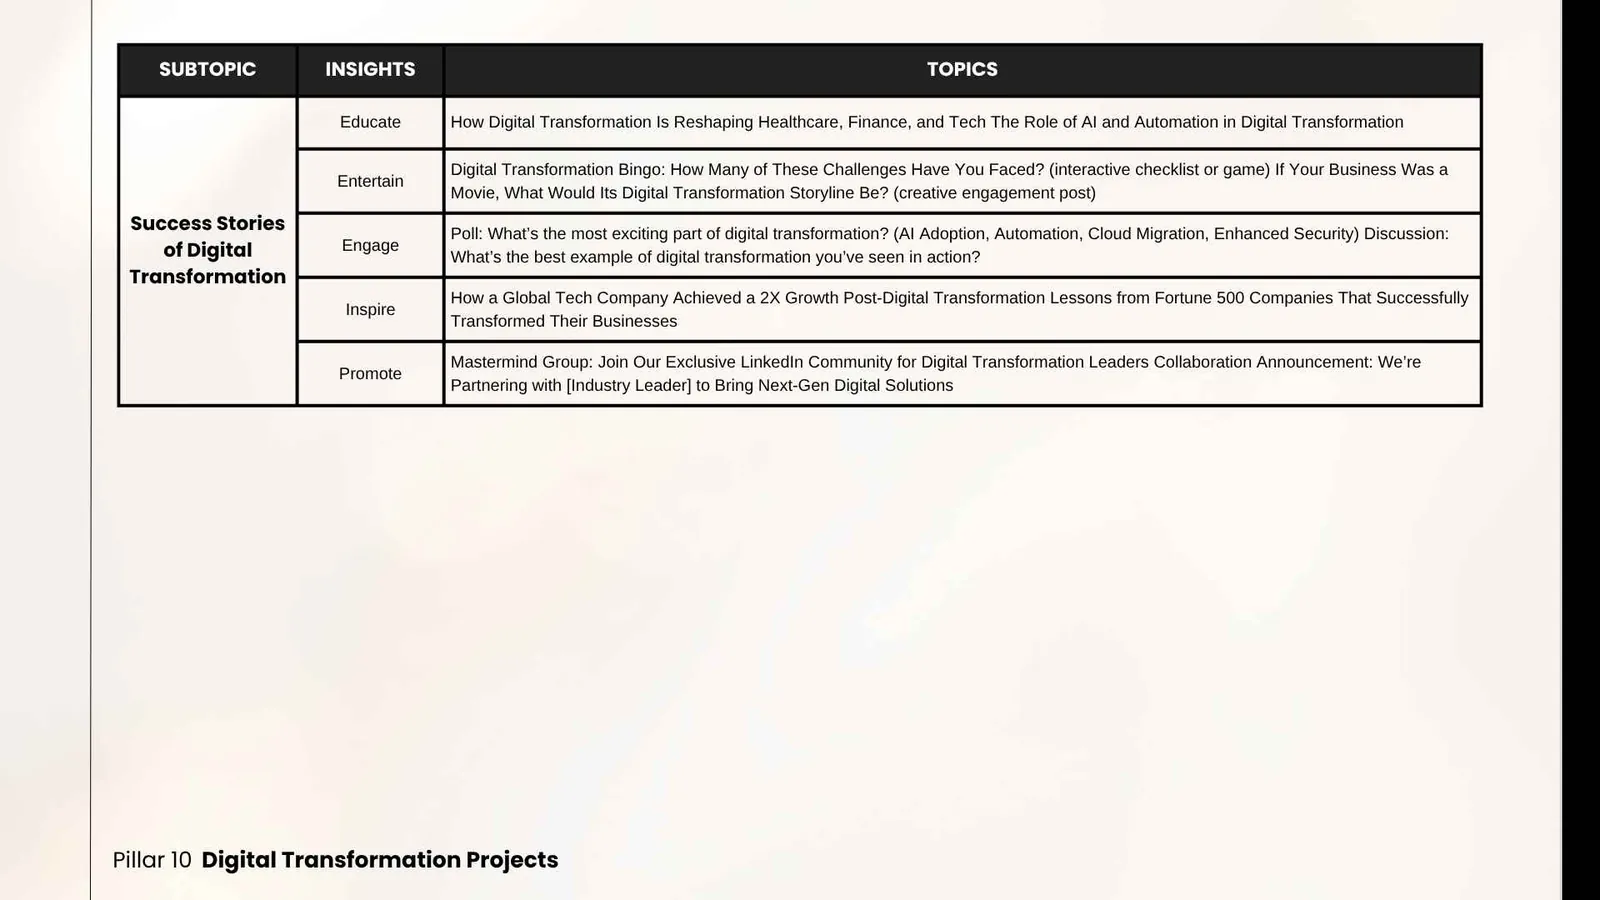 SUBTOPIC
INSIGHTS
TOPICS
Success Stories
of Digital
Transformation
Educate
How Digital Transformation Is Reshaping Healthcare, Finance, and Tech The Role of AI and Automation in Digital Transformation
Entertain
Digital Transformation Bingo: How Many of These Challenges Have You Faced? (interactive checklist or game) If Your Business Was a
Movie, What Would Its Digital Transformation Storyline Be? (creative engagement post)
Engage
Poll: What’s the most exciting part of digital transformation? (AI Adoption, Automation, Cloud Migration, Enhanced Security) Discussion:
What’s the best example of digital transformation you’ve seen in action?
Inspire
How a Global Tech Company Achieved a 2X Growth Post-Digital Transformation Lessons from Fortune 500 Companies That Successfully
Transformed Their Businesses
Promote
Mastermind Group: Join Our Exclusive LinkedIn Community for Digital Transformation Leaders Collaboration Announcement: We’re
Partnering with [Industry Leader] to Bring Next-Gen Digital Solutions
Pillar 10 Digital Transformation Projects